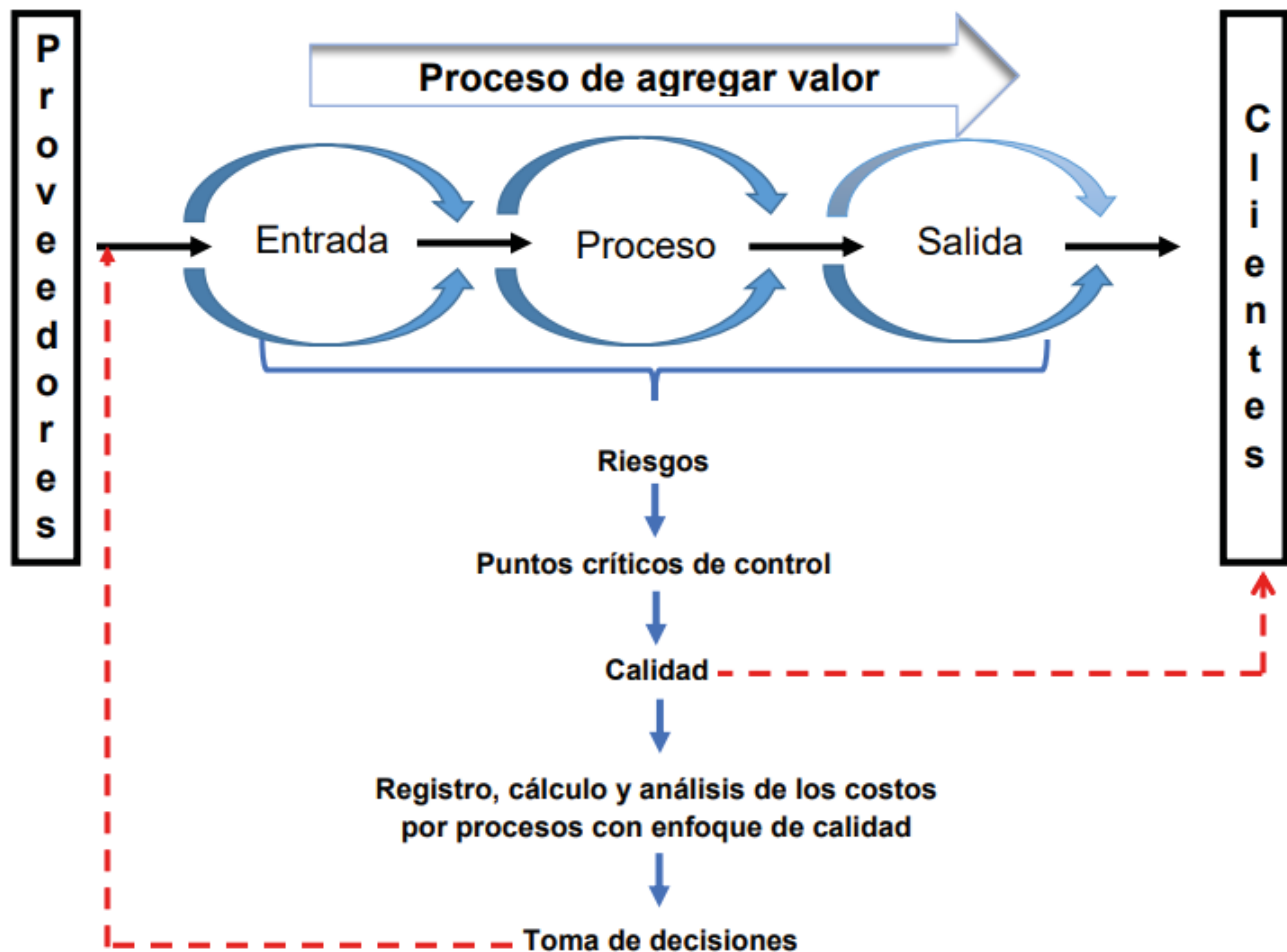 Proveedores
Proceso de agregar valor
Entrada
Proceso
Salida
Clientes
Riesgos
Puntos críticos de control
Calidad
Registro, cálculo y análisis de los costos
por procesos con enfoque de calidad
Toma de decisiones